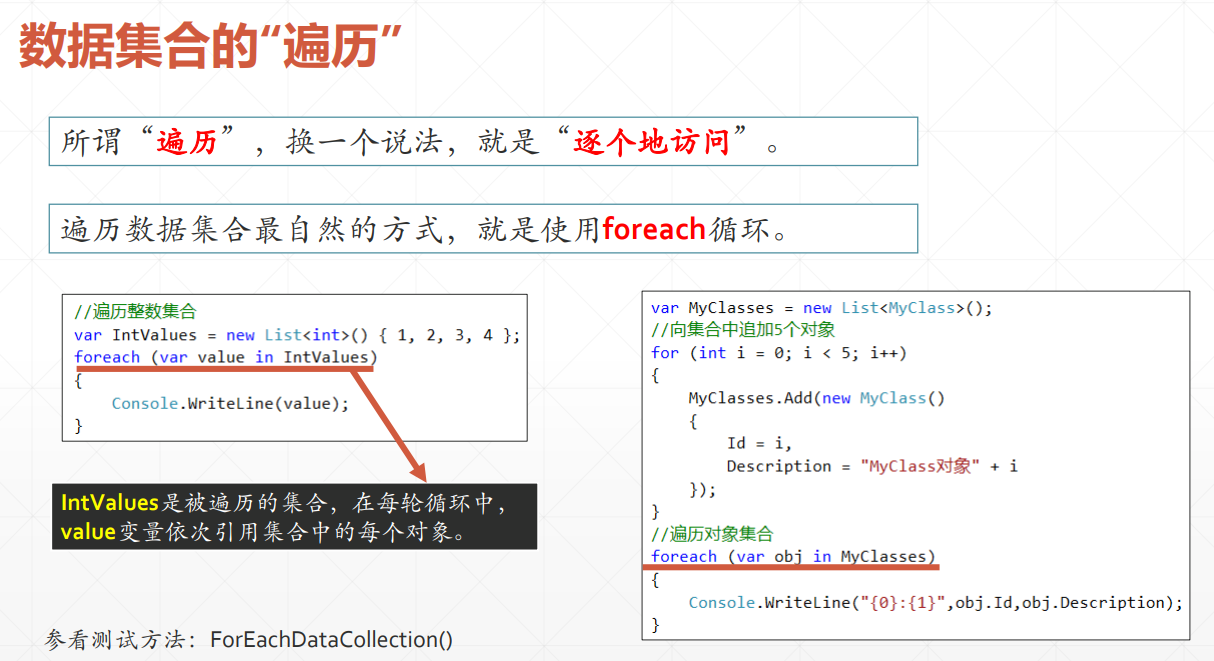 数据集合的“遍历”
所谓“遍历”，换一个说法，就是“逐个地访问”。
遍历数据集合最自然的方式，就是使用foreach循环。
//遍历整数集合
var IntValues = new List<int>() { 1, 2, 3, 4 };
foreach (var value in IntValues)
{
    Console.WriteLine(value);
}
IntValues是被遍历的集合，在每轮循环中，
value变量依次引用集合中的每个对象。
参看测试方法：ForEachDataCollection()
var MyClasses = new List<MyClass>();
//向集合中追加5个对象
for (int i = 0; i < 5; i++)
{
    MyClasses.Add(new MyClass()
    {
        Id = i,
        Description = "MyClass对象" + i
    });
}
//遍历对象集合
foreach (var obj in MyClasses)
{
    Console.WriteLine("{0}:{1}",obj.Id,obj.Description);
}